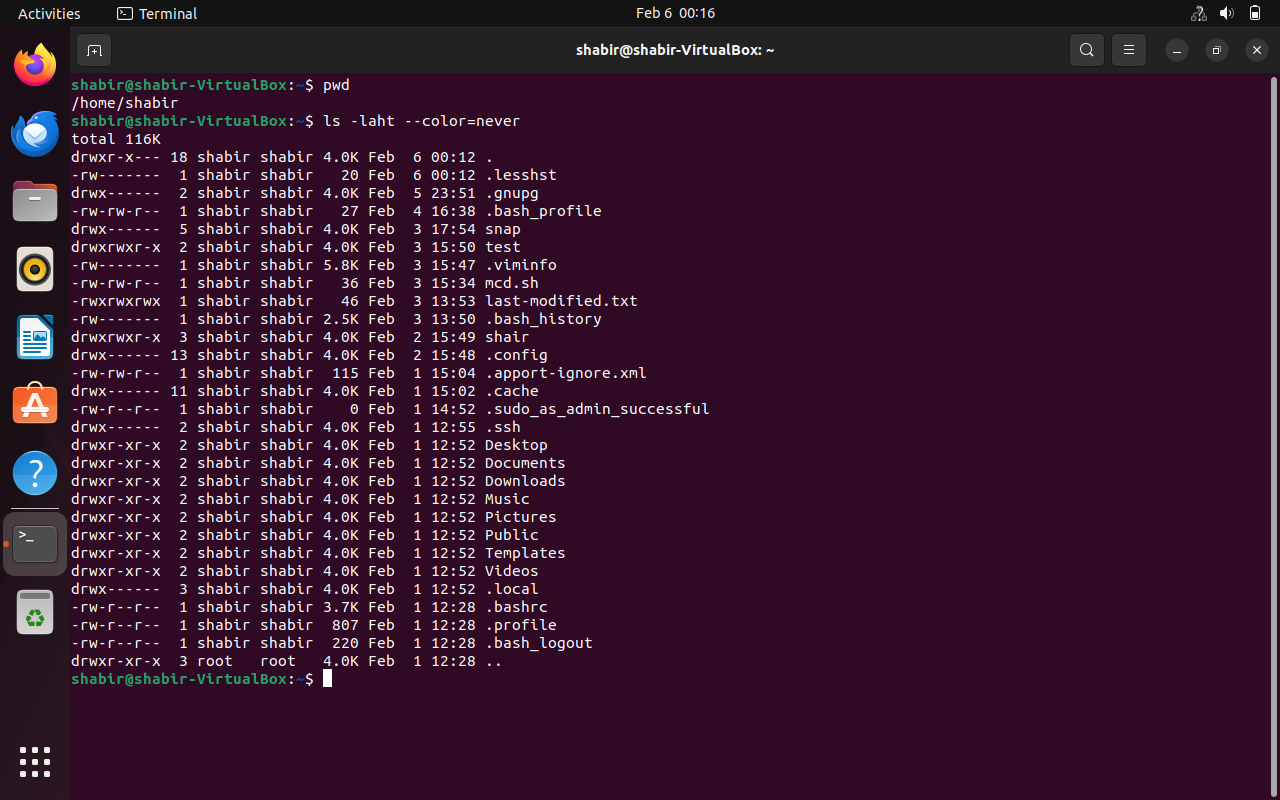 Activities Terminal Feb 6 00:16
shabir@shabir-VirtualBox: ~
shabir@shabir-VirtualBox:~$ pwd
/home/shabir
shabir@shabir-VirtualBox:~$ ls -laht --color=never
total 116K
drwxr-x--- 18 shabir shabir 4.0K Feb  6 00:12 .
-rw-------  1 shabir shabir   20 Feb  6 00:12 .lesshst
drwx------  2 shabir shabir 4.0K Feb  5 23:51 .gnupg
-rw-rw-r--  1 shabir shabir   27 Feb  4 16:38 .bash_profile
drwx------  5 shabir shabir 4.0K Feb  3 17:54 snap
drwxrwxr-x  2 shabir shabir 4.0K Feb  3 15:50 test
-rw-------  1 shabir shabir 5.8K Feb  3 15:47 .viminfo
-rw-rw-r--  1 shabir shabir   36 Feb  3 15:34 mcd.sh
-rwxrwxrwx  1 shabir shabir   46 Feb  3 13:53 last-modified.txt
-rw-------  1 shabir shabir 2.5K Feb  3 13:50 .bash_history
drwxrwxr-x  3 shabir shabir 4.0K Feb  2 15:49 shair
drwx------ 13 shabir shabir 4.0K Feb  2 15:48 .config
-rw-rw-r--  1 shabir shabir  115 Feb  1 15:04 .apport-ignore.xml
drwx------ 11 shabir shabir 4.0K Feb  1 15:02 .cache
-rw-r--r--  1 shabir shabir    0 Feb  1 14:52 .sudo_as_admin_successful
drwx------  2 shabir shabir 4.0K Feb  1 12:55 .ssh
drwxr-xr-x  2 shabir shabir 4.0K Feb  1 12:52 Desktop
drwxr-xr-x  2 shabir shabir 4.0K Feb  1 12:52 Documents
drwxr-xr-x  2 shabir shabir 4.0K Feb  1 12:52 Downloads
drwxr-xr-x  2 shabir shabir 4.0K Feb  1 12:52 Music
drwxr-xr-x  2 shabir shabir 4.0K Feb  1 12:52 Pictures
drwxr-xr-x  2 shabir shabir 4.0K Feb  1 12:52 Public
drwxr-xr-x  2 shabir shabir 4.0K Feb  1 12:52 Templates
drwxr-xr-x  2 shabir shabir 4.0K Feb  1 12:52 Videos
drwx------  3 shabir shabir 4.0K Feb  1 12:52 .local
-rw-r--r--  1 shabir shabir 3.7K Feb  1 12:28 .bashrc
-rw-r--r--  1 shabir shabir  807 Feb  1 12:28 .profile
-rw-r--r--  1 shabir shabir  220 Feb  1 12:28 .bash_logout
drwxr-xr-x  3 root   root   4.0K Feb  1 12:28 ..
shabir@shabir-VirtualBox:~$